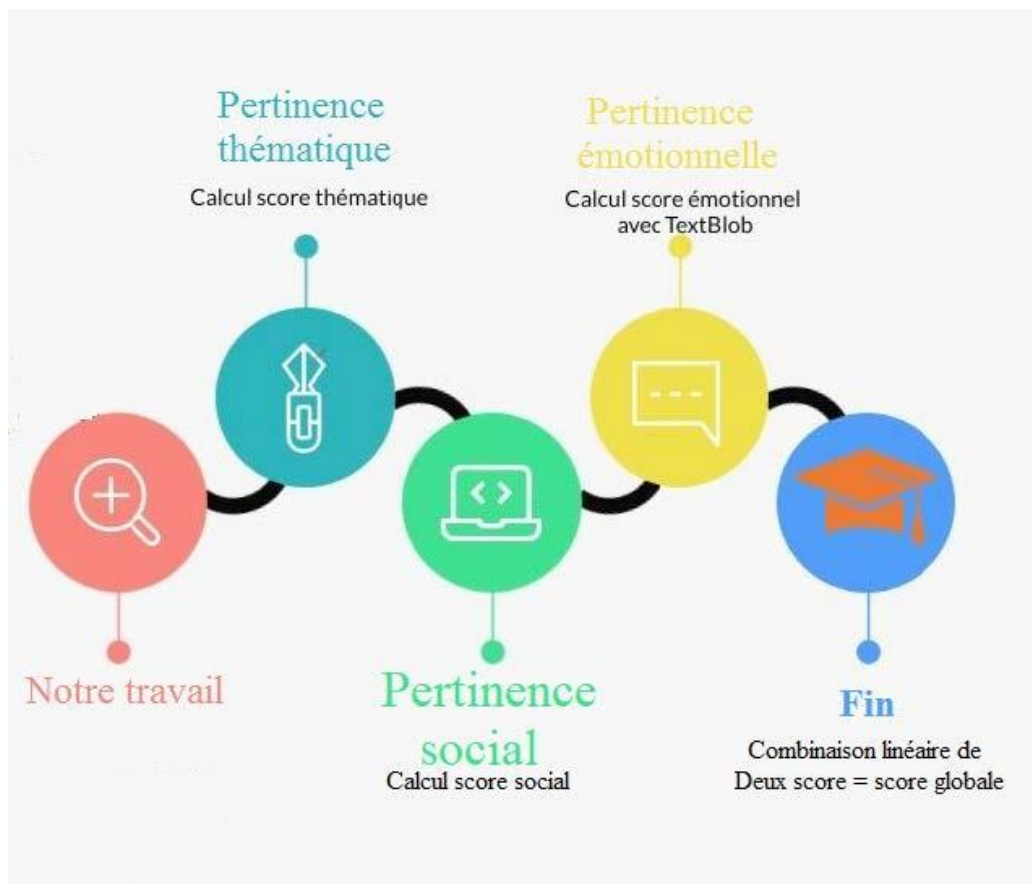 Pertinence
thématique
Calcul score thématique
Pertinence
émotionnelle
Calcul score émotionnel
avec TextBlob
Notre travail
Pertinence
social
Calcul score social
Fin
Combinaison linéaire de
Deux score = score globale